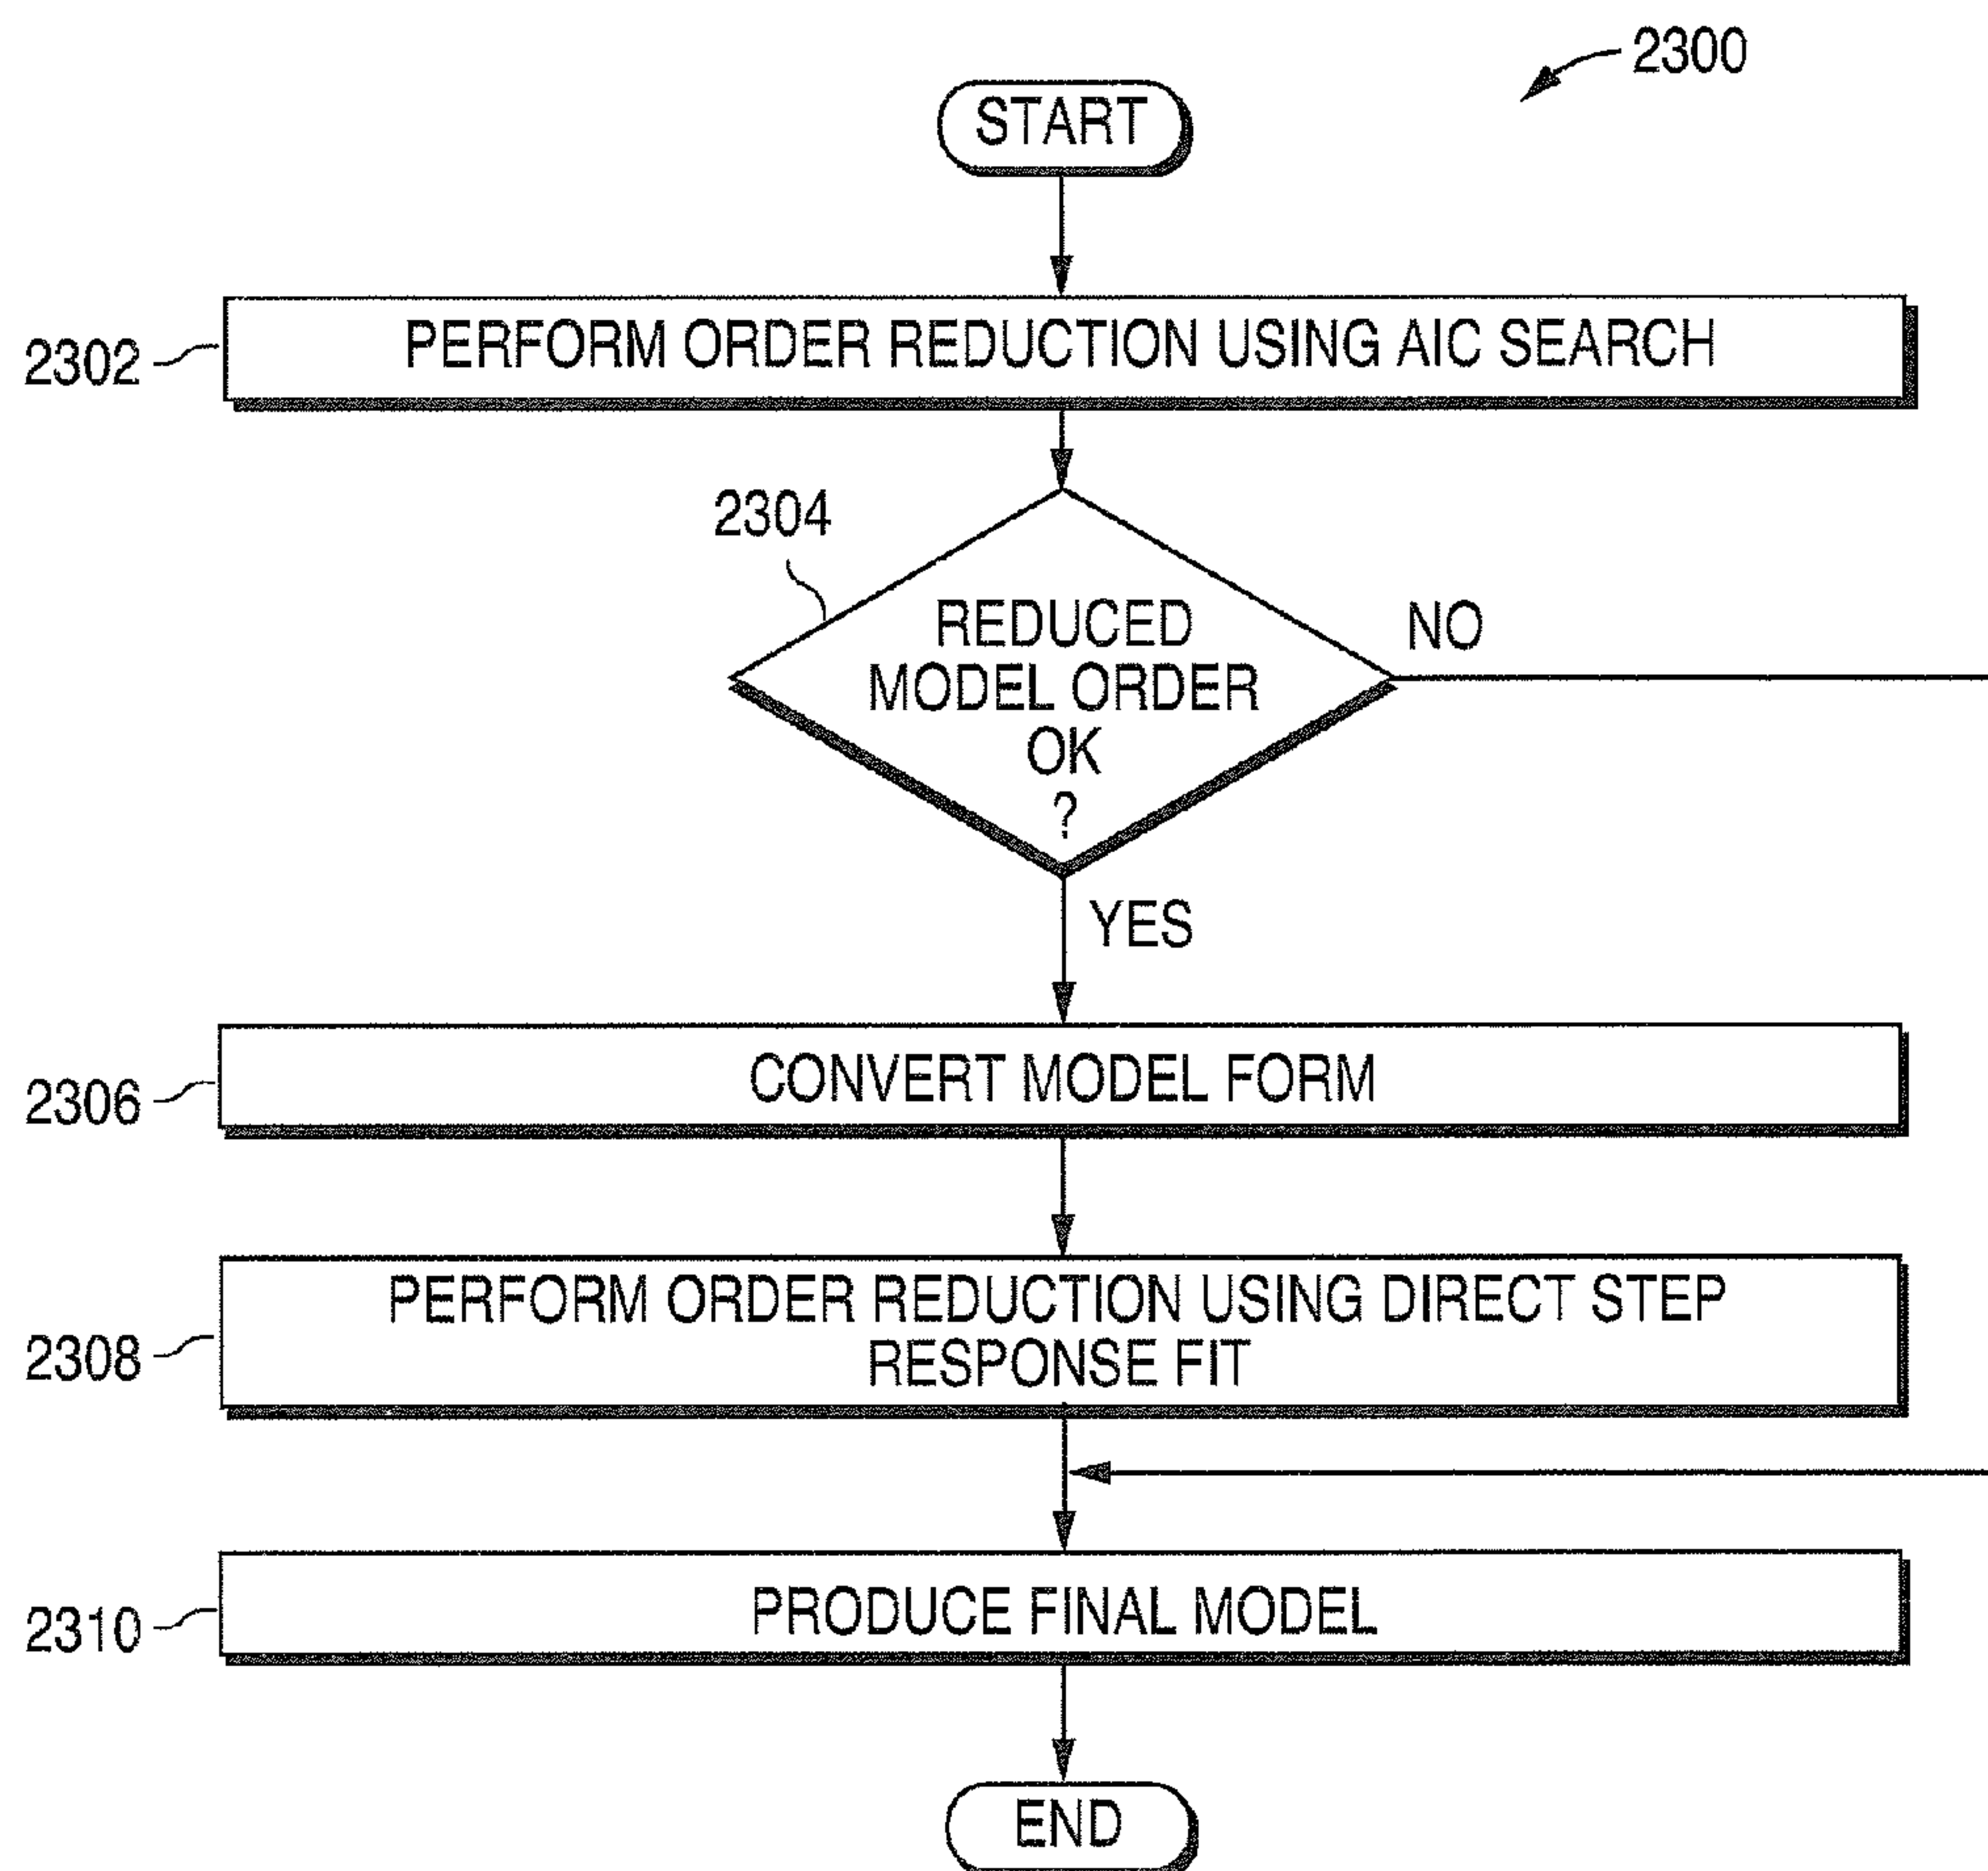 2300
START
2302
PERFORM ORDER REDUCTION USING AIC SEARCH
2304
REDUCED
MODEL ORDER
OK
?
NO
YES
2306
CONVERT MODEL FORM
2308
PERFORM ORDER REDUCTION USING DIRECT STEP
RESPONSE FIT
2310
PRODUCE FINAL MODEL
END